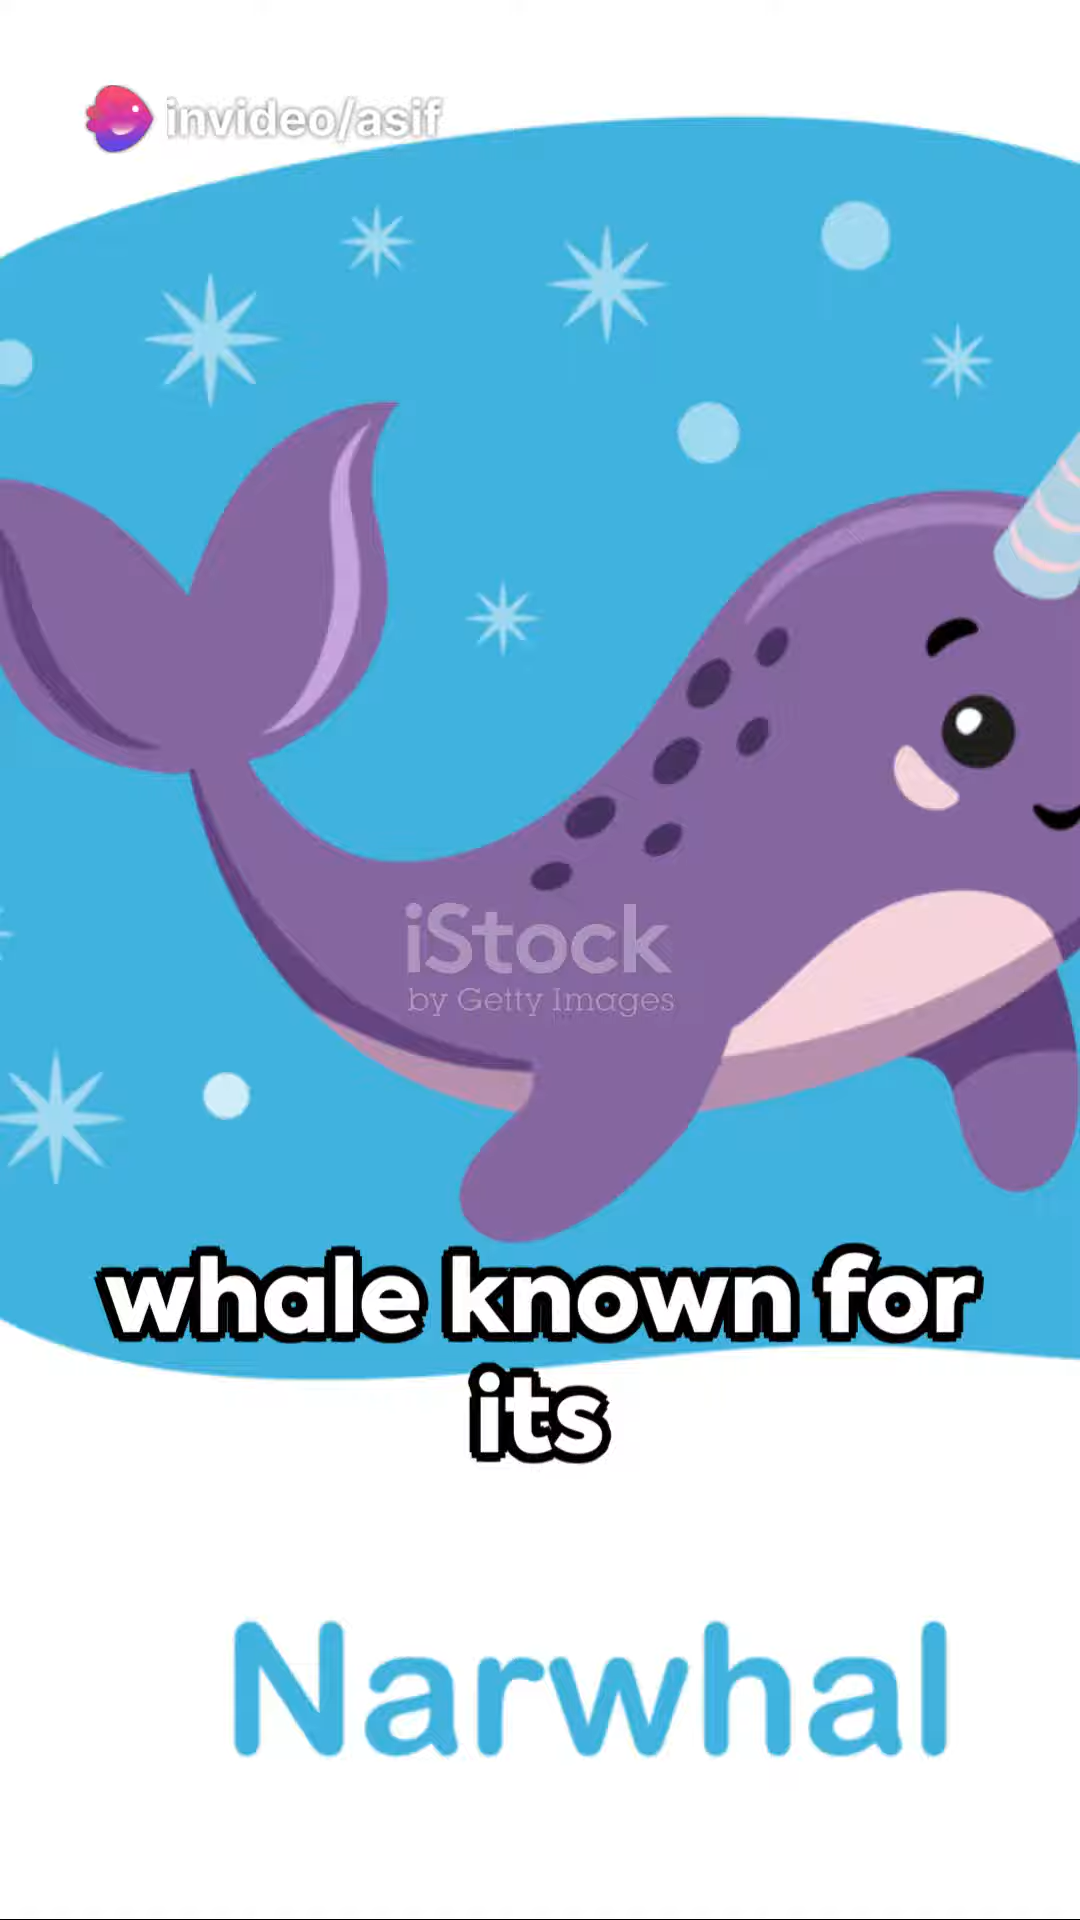 invideo/asif
iStock
by Getty Images
whale known for
its
Narwhal